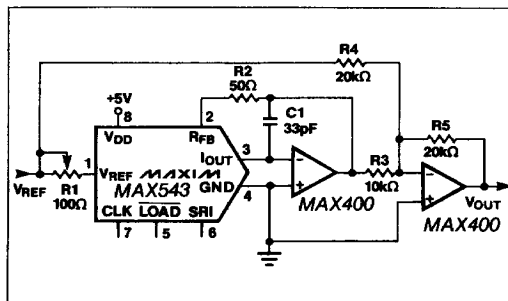 R4
20kΩ
R2
50Ω
+5V
8
2
C1
33pF
R5
20kΩ
VDD
RFB
3
IOUT
R3
10kΩ
1
VREF
MAXIM
MAX543
GND
4
VREF
R1
100Ω
MAX400
VOUT
MAX400
CLK
LOAD
SRI
7
5
6
−
+
−
+